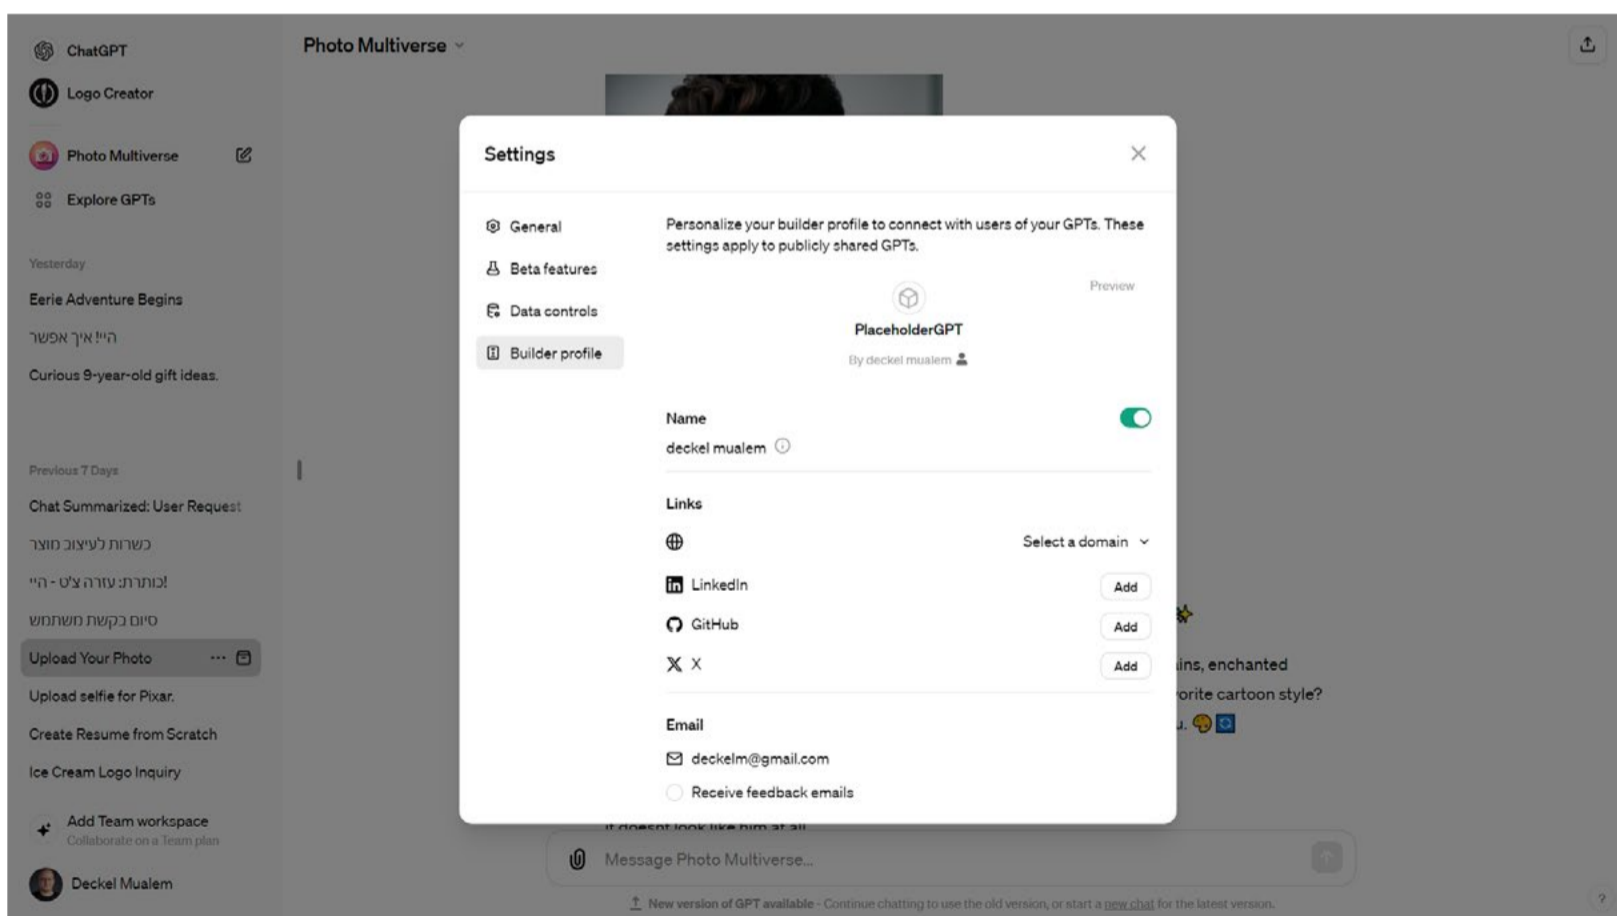 ChatGPT
Logo Creator
Photo Multiverse
Explore GPTs
Yesterday
Eerie Adventure Begins
היי! איך אפשר
Curious 9-year-old gift ideas.
Previous 7 Days
Chat Summarized: User Request
כשרות לעיצוב מוצר
כותרת: עזרה צ'ט - היי!
סיום בקשת משתמש
Upload Your Photo
Upload selfie for Pixar.
Create Resume from Scratch
Ice Cream Logo Inquiry
Add Team workspace
Collaborate on a Team plan
Deckel Mualem
Photo Multiverse
Settings
General
Beta features
Data controls
Builder profile
Personalize your builder profile to connect with users of your GPTs. These
settings apply to publicly shared GPTs.
Preview
PlaceholderGPT
By deckel mualem
Name
deckel mualem
Links
Select a domain
LinkedIn
Add
GitHub
Add
X
Add
Email
deckelm@gmail.com
Receive feedback emails
ins, enchanted
orite cartoon style?
u.
it doesnt look like him at all
Message Photo Multiverse...
New version of GPT available - Continue chatting to use the old version, or start a new chat for the latest version.
?